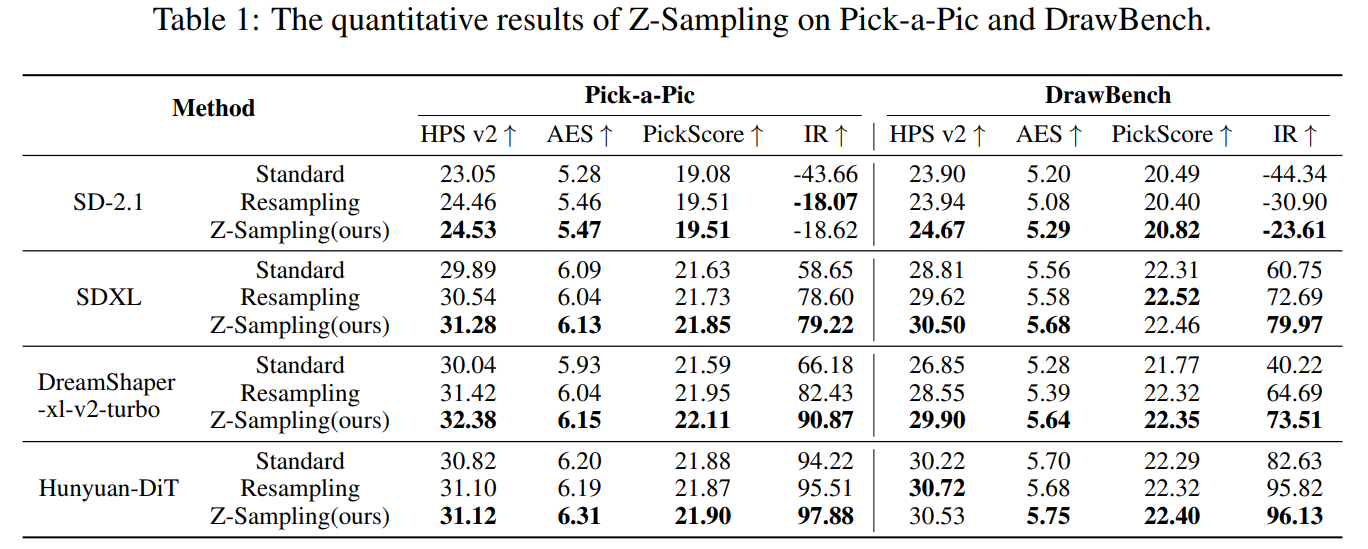 Table 1: The quantitative results of Z-Sampling on Pick-a-Pic and DrawBench.
Method Pick-a-Pic DrawBench
HPS v2 ↑ AES ↑ PickScore ↑ IR ↑ HPS v2 ↑ AES ↑ PickScore ↑ IR ↑
SD-2.1
Standard 23.05 5.28 19.08 -43.66 23.90 5.20 20.49 -44.34
Resampling 24.46 5.46 19.51 -18.07 23.94 5.08 20.40 -30.90
Z-Sampling(ours) 24.53 5.47 19.51 -18.62 24.67 5.29 20.82 -23.61
SDXL
Standard 29.89 6.09 21.63 58.65 28.81 5.56 22.31 60.75
Resampling 30.54 6.04 21.73 78.60 29.62 5.58 22.52 72.69
Z-Sampling(ours) 31.28 6.13 21.85 79.22 30.50 5.68 22.46 79.97
DreamShaper
-xl-v2-turbo
Standard 30.04 5.93 21.59 66.18 26.85 5.28 21.77 40.22
Resampling 31.42 6.04 21.95 82.43 28.55 5.39 22.32 64.69
Z-Sampling(ours) 32.38 6.15 22.11 90.87 29.90 5.64 22.35 73.51
Hunyuan-DiT
Standard 30.82 6.20 21.88 94.22 30.22 5.70 22.29 82.63
Resampling 31.10 6.19 21.87 95.51 30.72 5.68 22.32 95.82
Z-Sampling(ours) 31.12 6.31 21.90 97.88 30.53 5.75 22.40 96.13